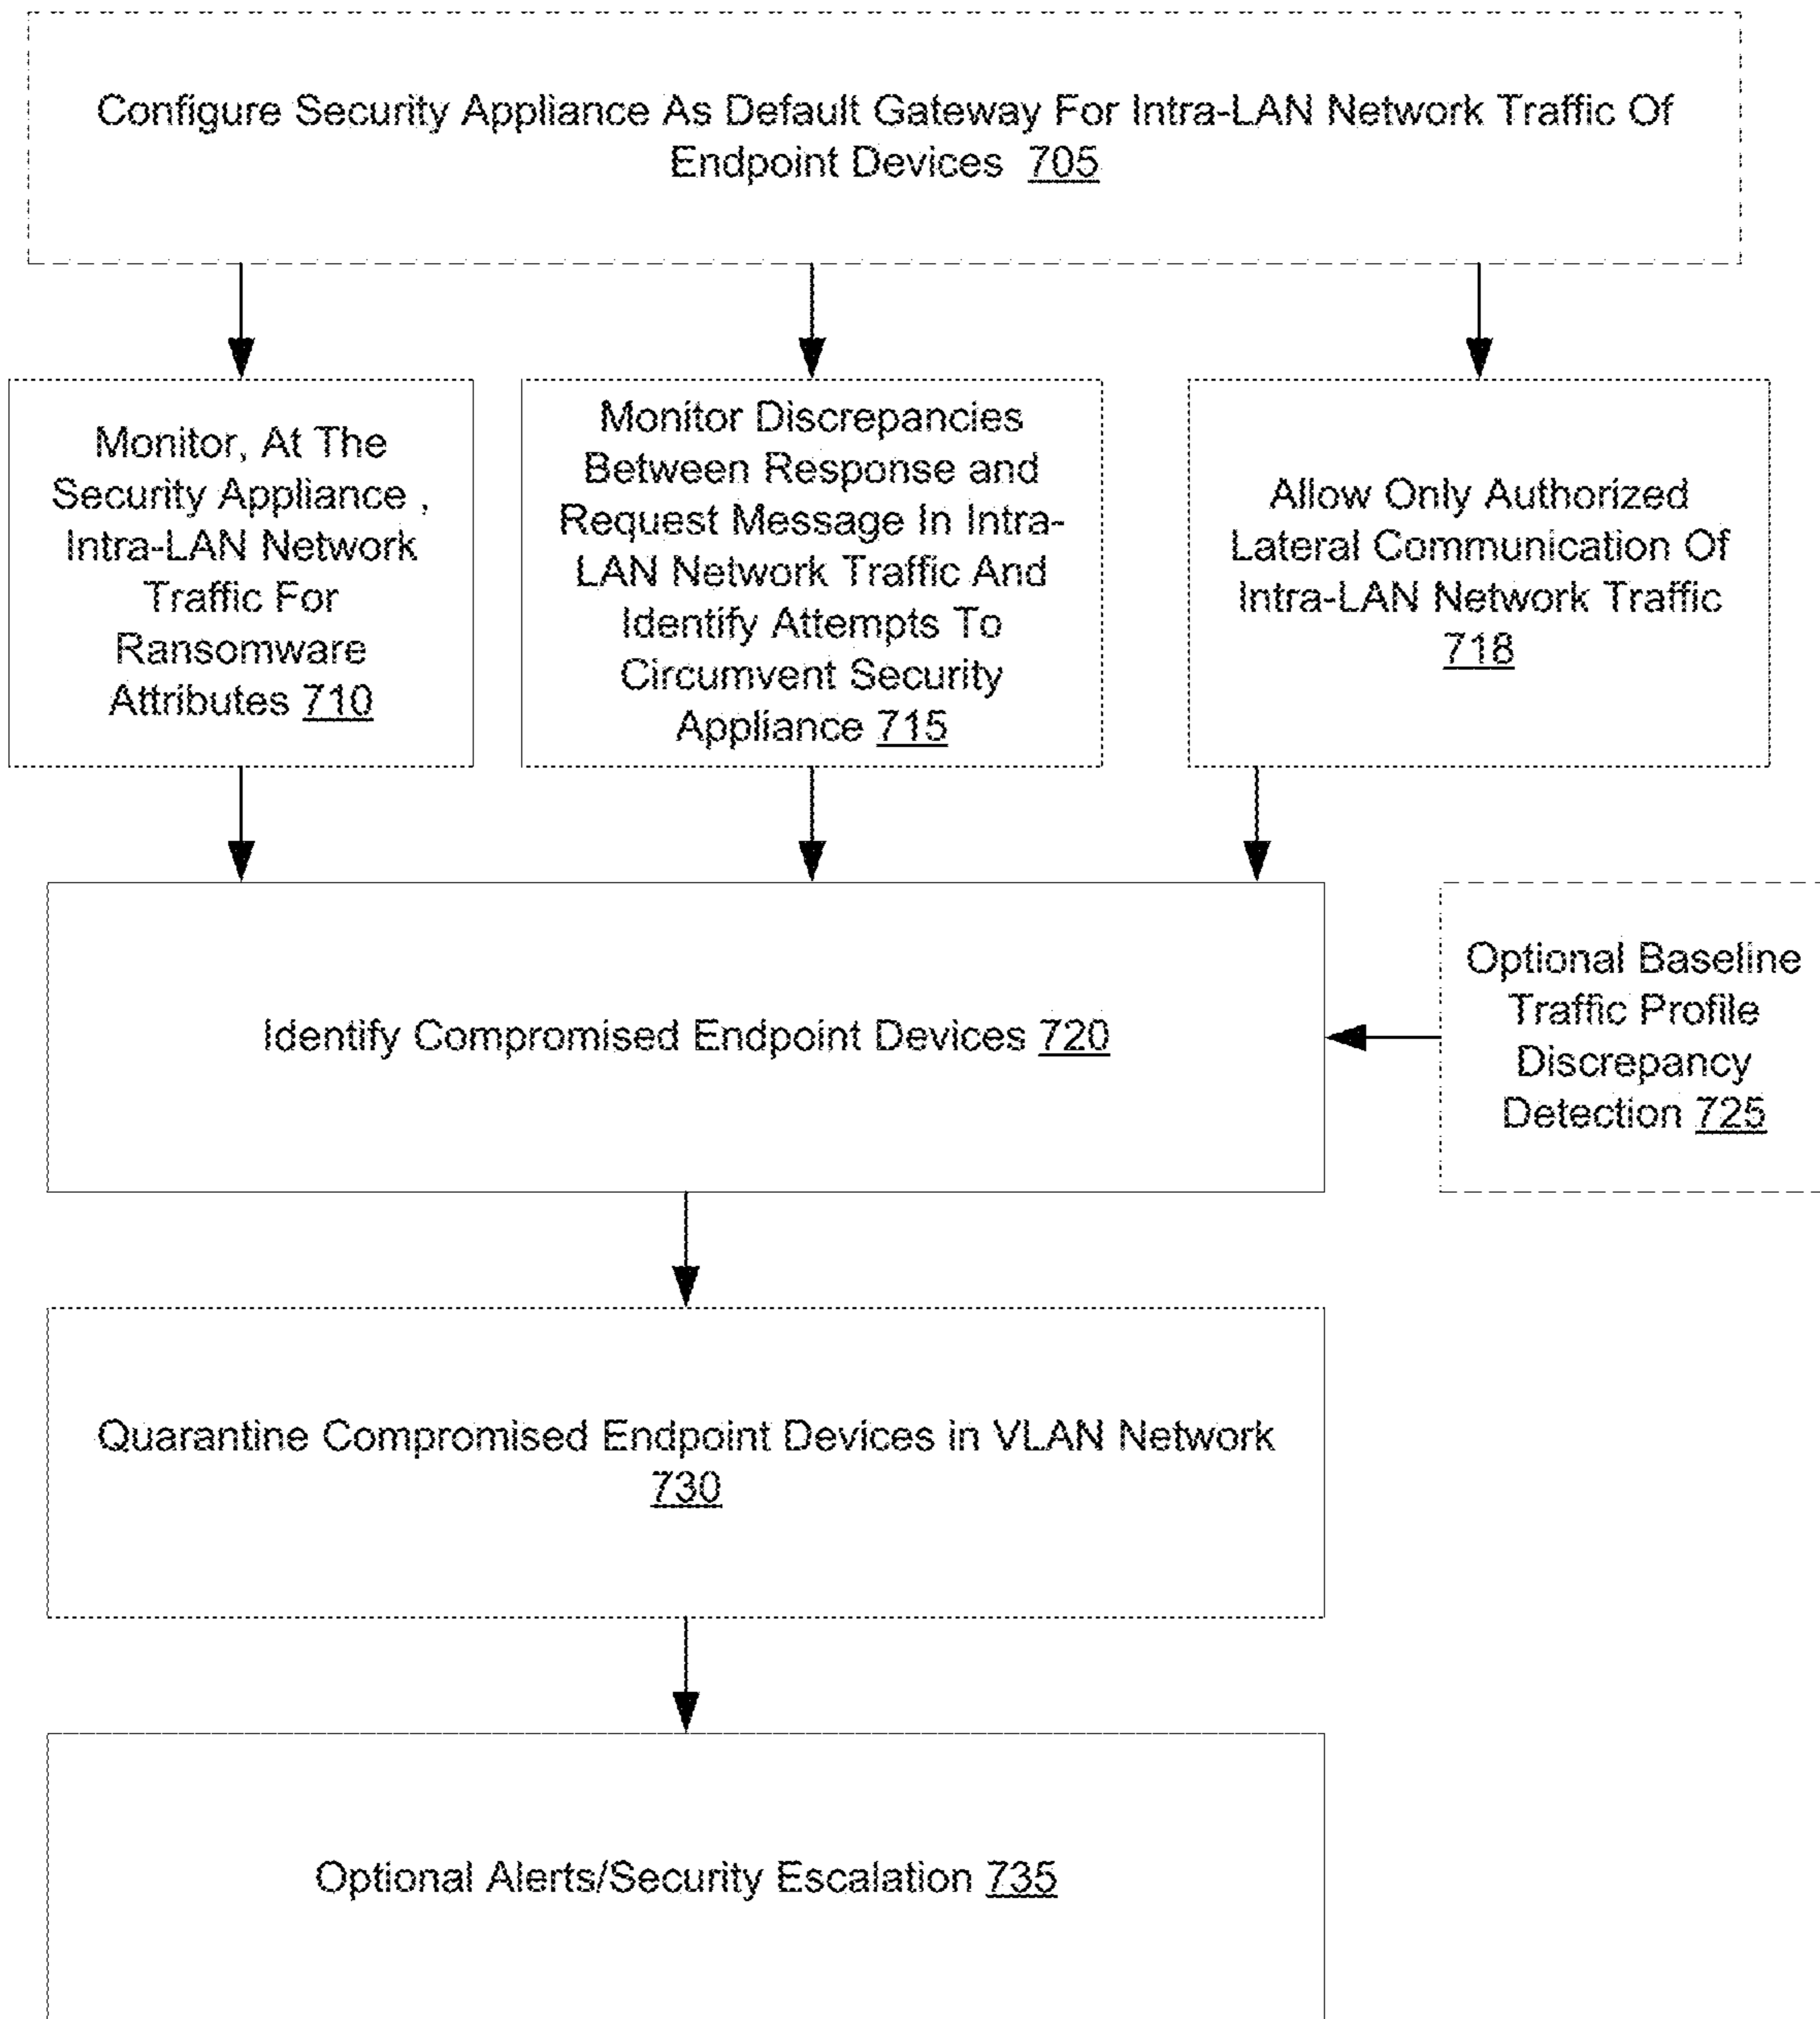 Configure Security Appliance As Default Gateway For Intra-LAN Network Traffic Of
Endpoint Devices 705
Monitor, At The
Security Appliance ,
Intra-LAN Network
Traffic For
Ransomware
Attributes 710
Monitor Discrepancies
Between Response and
Request Message In Intra-
LAN Network Traffic And
Identify Attempts To
Circumvent Security
Appliance 715
Allow Only Authorized
Lateral Communication Of
Intra-LAN Network Traffic
718
Identify Compromised Endpoint Devices 720
Optional Baseline
Traffic Profile
Discrepancy
Detection 725
Quarantine Compromised Endpoint Devices in VLAN Network
730
Optional Alerts/Security Escalation 735